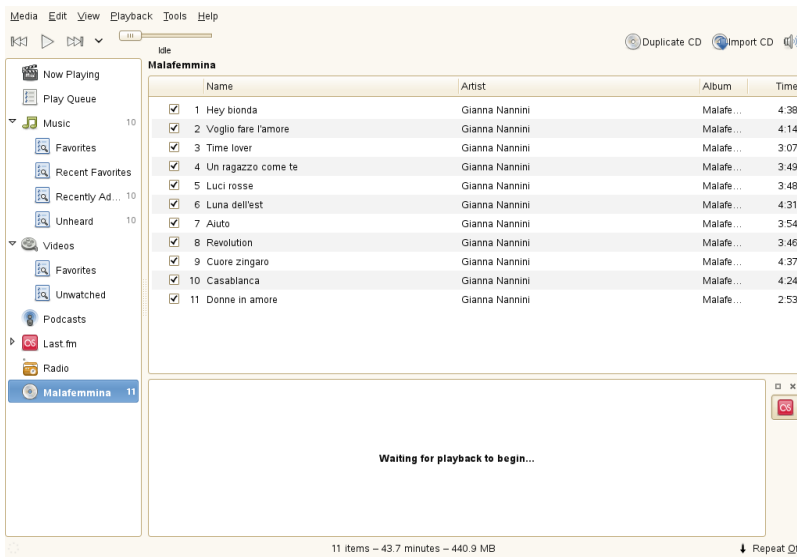 Media Edit View Playback Tools Help
Idle
Duplicate CD Import CD
Now Playing
Play Queue
Music 10
Favorites
Recent Favorites
Recently Ad... 10
Unheard 10
Videos
Favorites
Unwatched
Podcasts
Last.fm
Radio
Malafemmina 11
Malafemmina
Name Artist Album Time
1 Hey bionda Gianna Nannini Malafe... 4:38
2 Voglio fare l'amore Gianna Nannini Malafe... 4:14
3 Time lover Gianna Nannini Malafe... 3:07
4 Un ragazzo come te Gianna Nannini Malafe... 3:49
5 Luci rosse Gianna Nannini Malafe... 3:48
6 Luna dell'est Gianna Nannini Malafe... 4:31
7 Aiuto Gianna Nannini Malafe... 3:54
8 Revolution Gianna Nannini Malafe... 3:46
9 Cuore zingaro Gianna Nannini Malafe... 4:37
10 Casablanca Gianna Nannini Malafe... 4:24
11 Donne in amore Gianna Nannini Malafe... 2:53
Waiting for playback to begin...
11 items – 43.7 minutes – 440.9 MB
Repeat